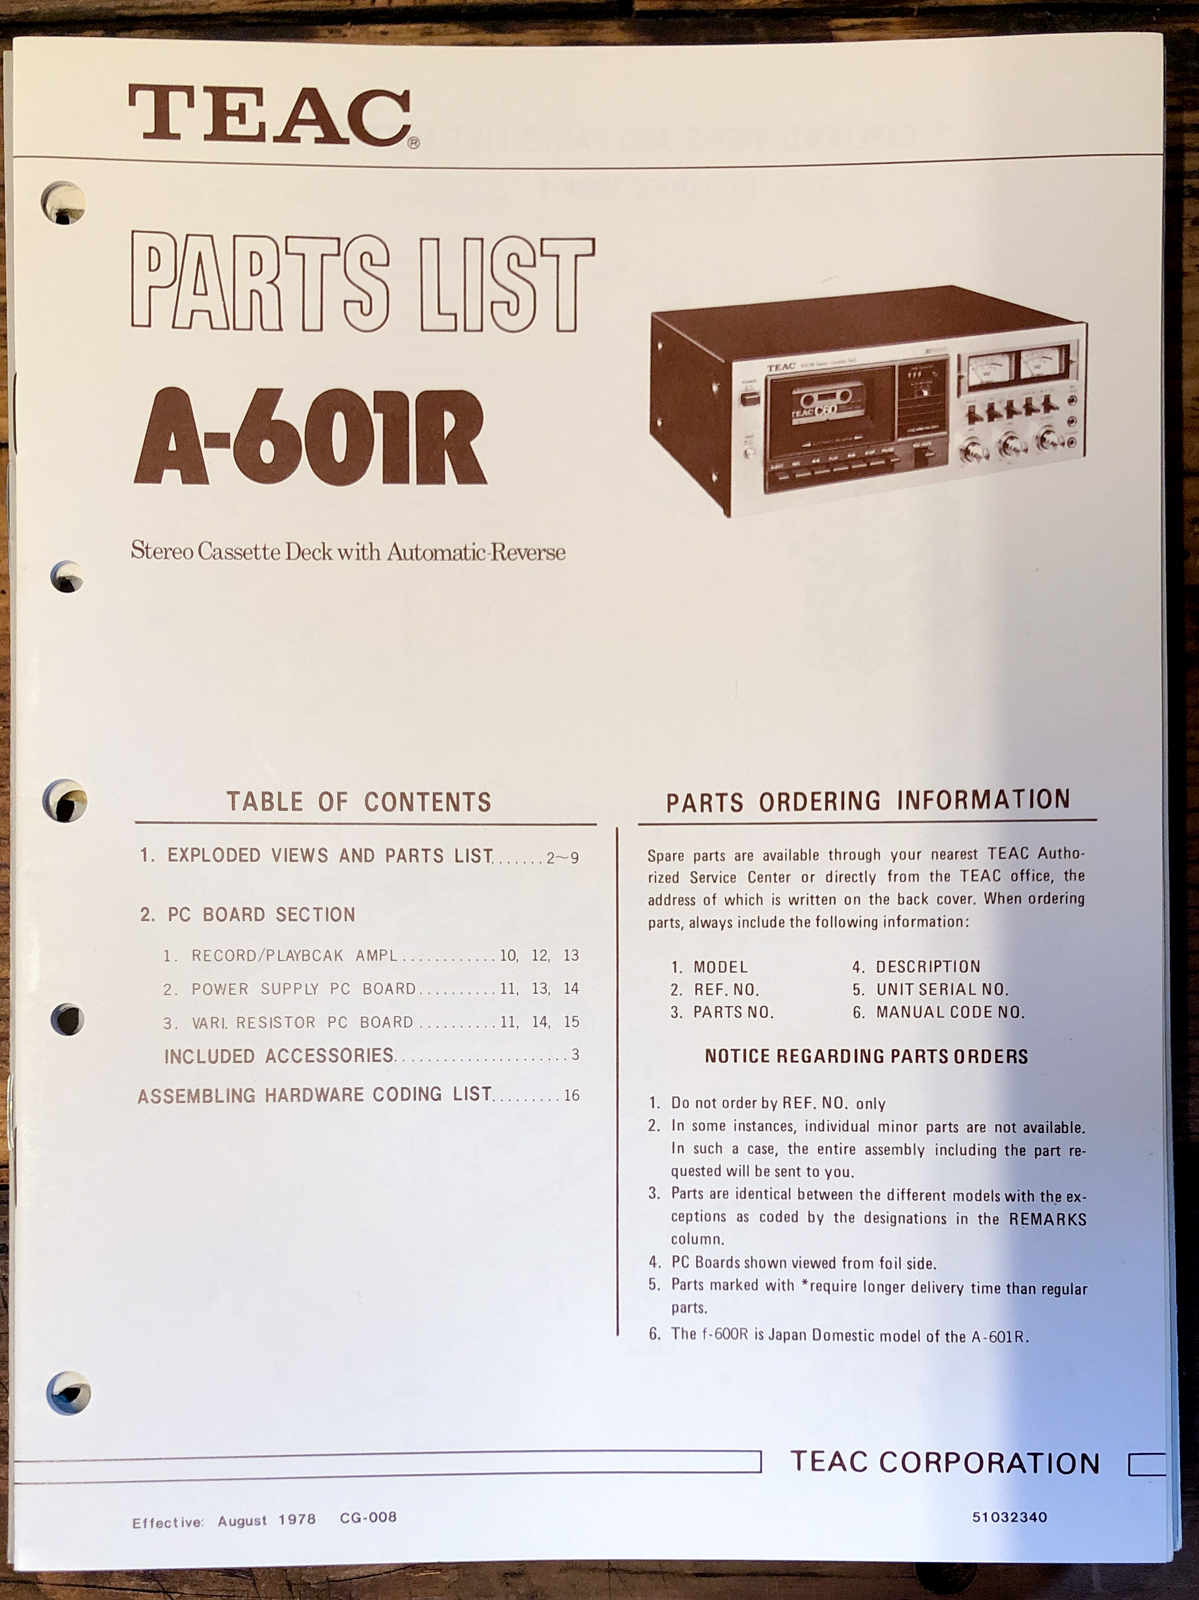 TEAC®
PARTS LIST
A-601R
Stereo Cassette Deck with Automatic-Reverse
TEAC
TEAC C60
TABLE OF CONTENTS
1. EXPLODED VIEWS AND PARTS LIST.......2~9
2. PC BOARD SECTION
1. RECORD/PLAYBCAK AMPL............10, 12, 13
2. POWER SUPPLY PC BOARD..........11, 13, 14
3. VARI. RESISTOR PC BOARD..........11, 14, 15
INCLUDED ACCESSORIES......................3
ASSEMBLING HARDWARE CODING LIST.........16
PARTS ORDERING INFORMATION
Spare parts are available through your nearest TEAC Autho-
rized Service Center or directly from the TEAC office, the
address of which is written on the back cover. When ordering
parts, always include the following information:
1. MODEL 4. DESCRIPTION
2. REF. NO. 5. UNIT SERIAL NO.
3. PARTS NO. 6. MANUAL CODE NO.
NOTICE REGARDING PARTS ORDERS
1. Do not order by REF. NO. only
2. In some instances, individual minor parts are not available.
In such a case, the entire assembly including the part re-
quested will be sent to you.
3. Parts are identical between the different models with the ex-
ceptions as coded by the designations in the REMARKS
column.
4. PC Boards shown viewed from foil side.
5. Parts marked with *require longer delivery time than regular
parts.
6. The f-600R is Japan Domestic model of the A-601R.
TEAC CORPORATION
Effective: August 1978 CG-008
51032340